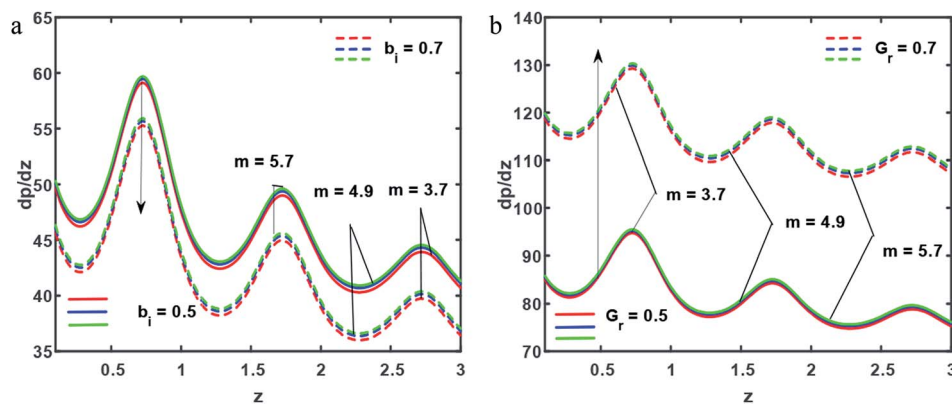 a
65
60
55
50
45
40
35
dp/dz
0.5
1
1.5
2
2.5
3
z
b_i = 0.7
m = 5.7
m = 4.9
m = 3.7
b_i = 0.5
b
140
130
120
110
100
90
80
70
dp/dz
0.5
1
1.5
2
2.5
3
z
G_r = 0.7
m = 3.7
m = 4.9
m = 5.7
G_r = 0.5